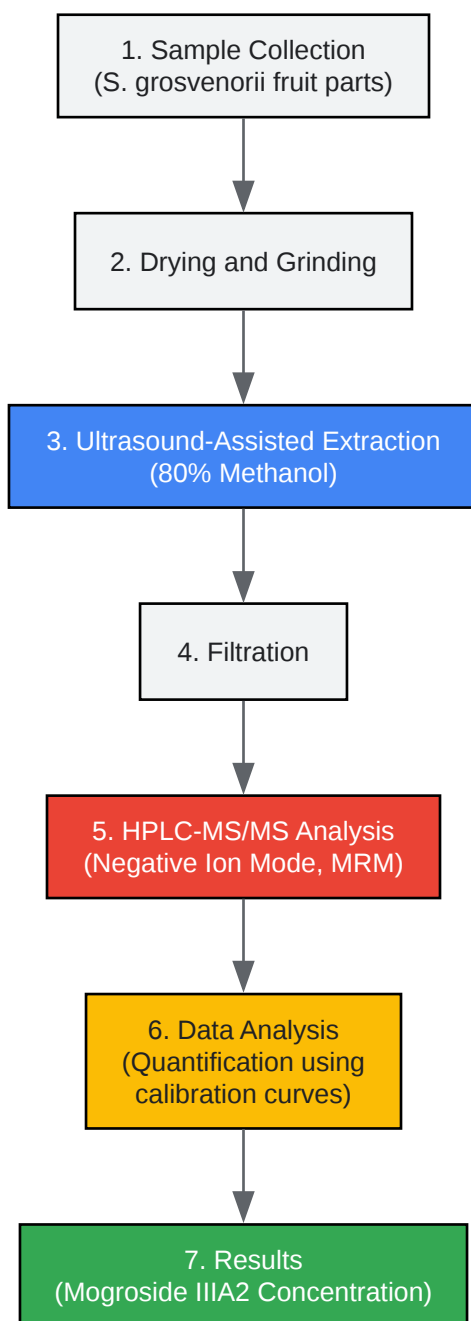 1. Sample Collection
(S. grosvenorii fruit parts)
2. Drying and Grinding
3. Ultrasound-Assisted Extraction
(80% Methanol)
4. Filtration
5. HPLC-MS/MS Analysis
(Negative Ion Mode, MRM)
6. Data Analysis
(Quantification using
calibration curves)
7. Results
(Mogroside IIIA2 Concentration)